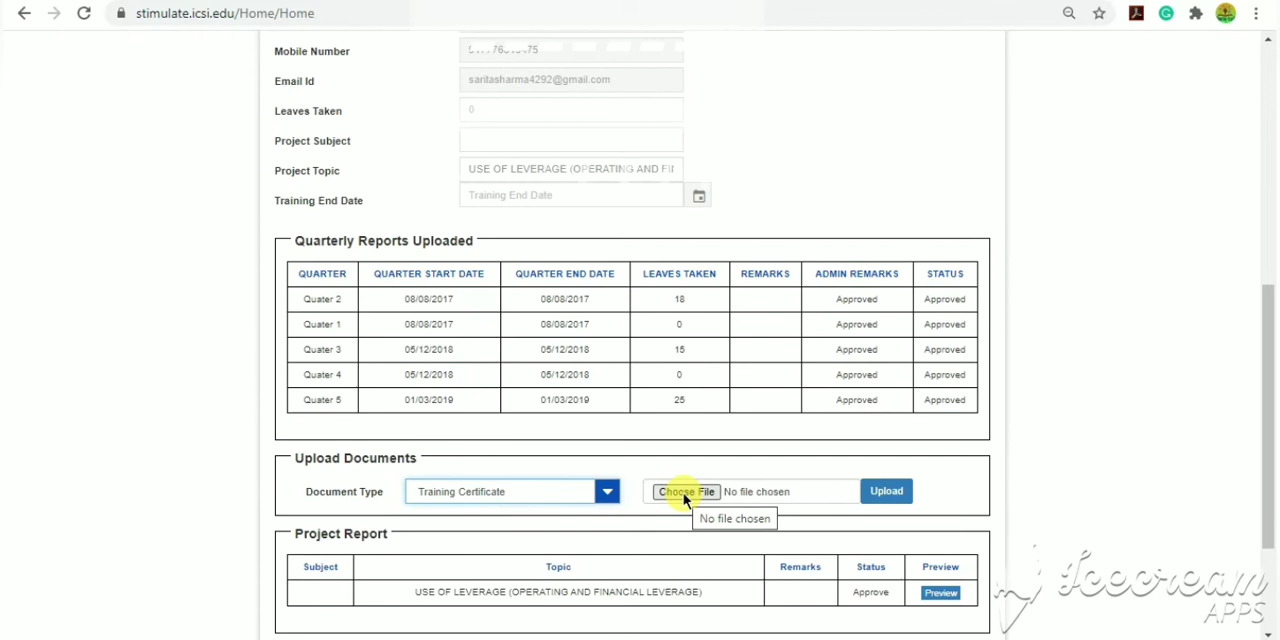 stimulate.icsi.edu/Home/Home
Mobile Number
Email Id saritasharma4292@gmail.com
Leaves Taken 0
Project Subject
Project Topic USE OF LEVERAGE (OPERATING AND FII
Training End Date Training End Date
Quarterly Reports Uploaded
QUARTER QUARTER START DATE QUARTER END DATE LEAVES TAKEN REMARKS ADMIN REMARKS STATUS
Quater 2 08/08/2017 08/08/2017 18 Approved Approved
Quater 1 08/08/2017 08/08/2017 0 Approved Approved
Quater 3 05/12/2018 05/12/2018 15 Approved Approved
Quater 4 05/12/2018 05/12/2018 0 Approved Approved
Quater 5 01/03/2019 01/03/2019 25 Approved Approved
Upload Documents
Document Type Training Certificate Choose File No file chosen Upload
No file chosen
Project Report
Subject Topic Remarks Status Preview
USE OF LEVERAGE (OPERATING AND FINANCIAL LEVERAGE) Approve Preview
Icecream
APPS